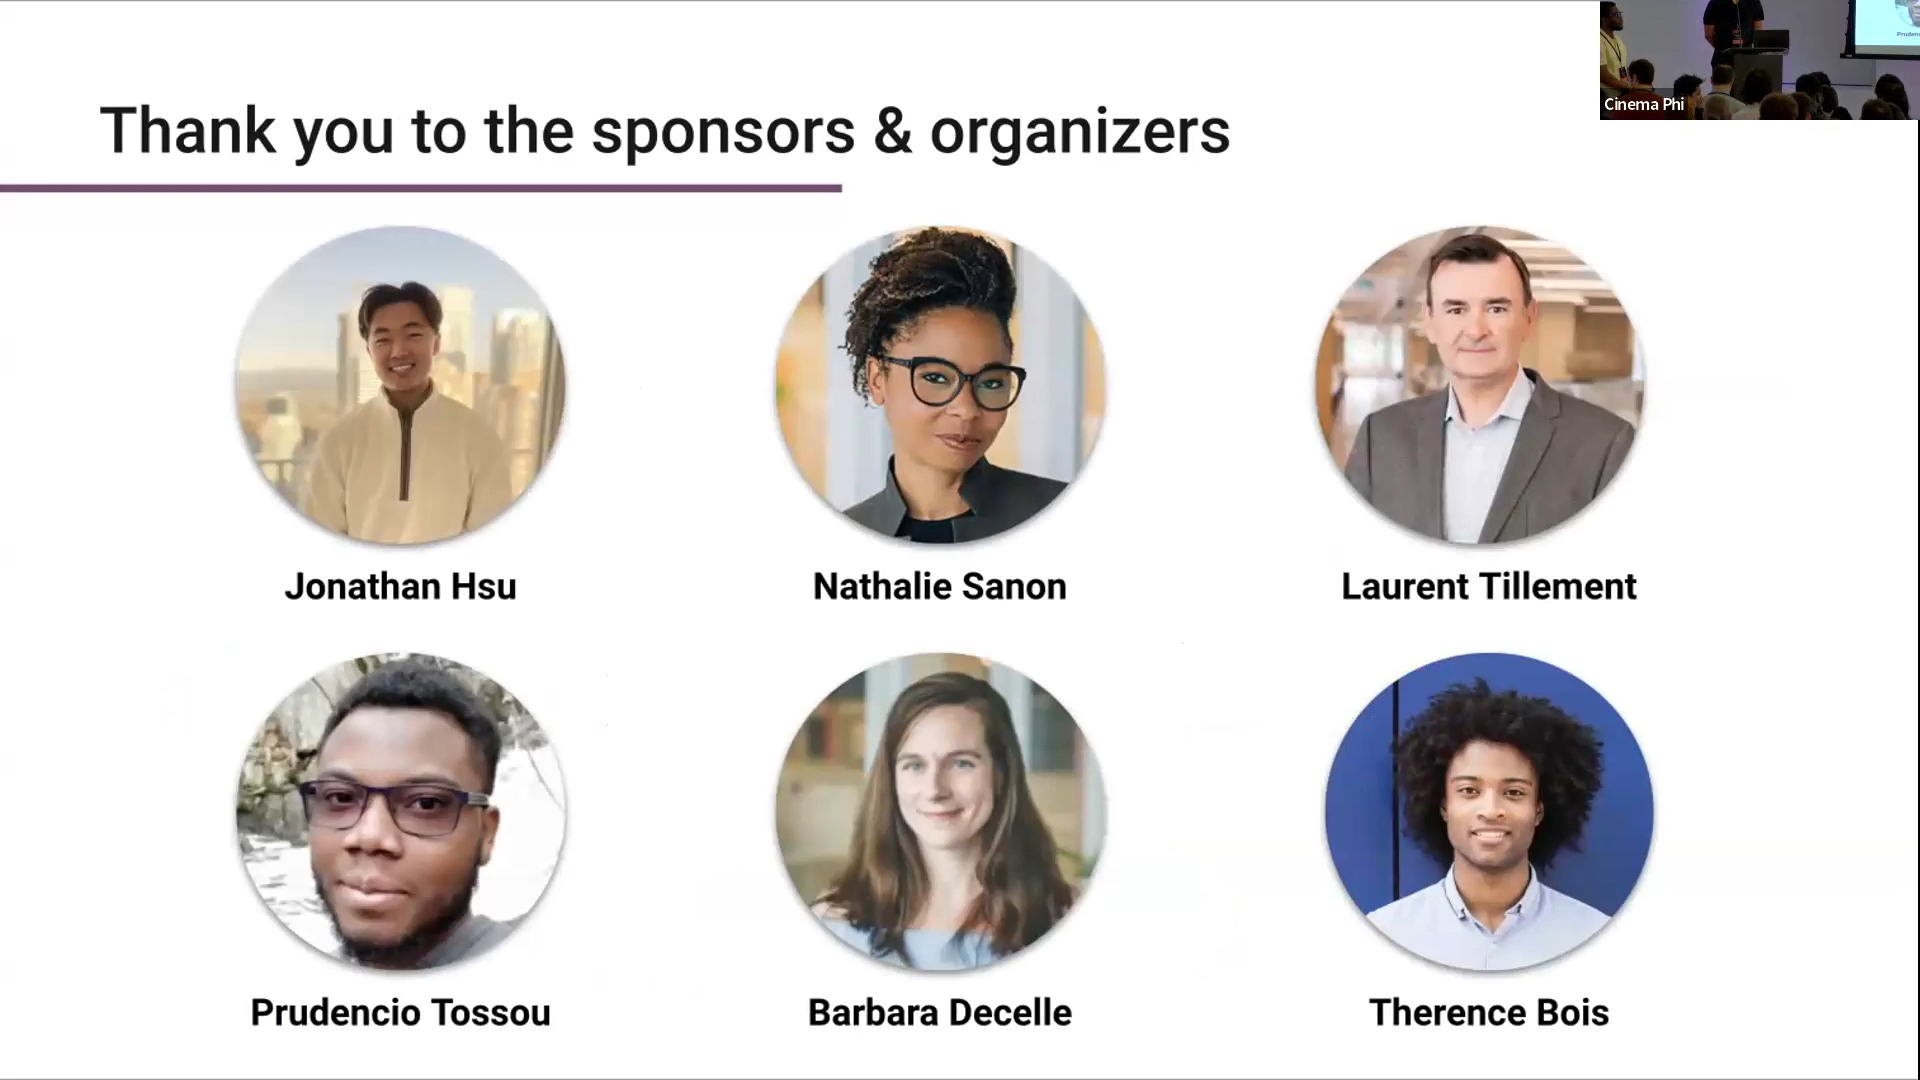 Thank you to the sponsors & organizers
Cinema Phi
Jonathan Hsu
Nathalie Sanon
Laurent Tillement
Prudencio Tossou
Barbara Decelle
Therence Bois